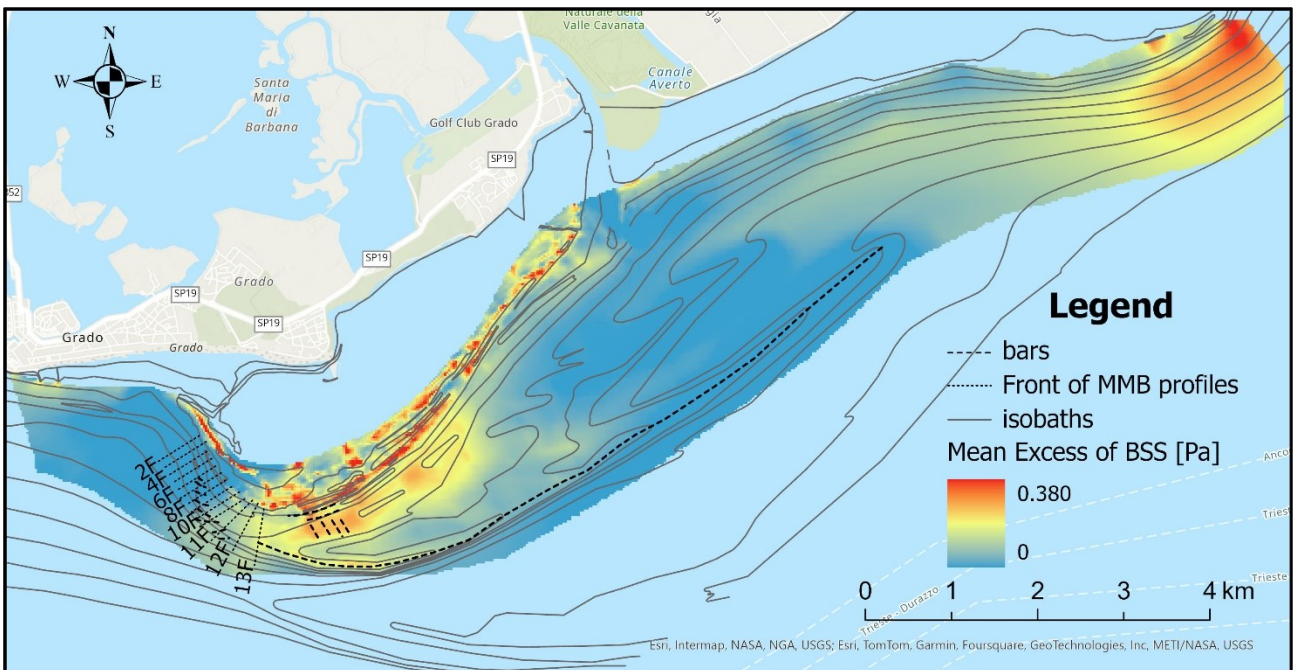 Naturale della
Valle Cavanata
N
W
E
S
Canale
Averto
Santa
Maria
di
Barbana
Golf Club Grado
SP19
SP19
SP19
SP19
Grado
Grado
Grado
2F
4F
6F
8F
10F
11F
12F
13F
Legend
bars
Front of MMB profiles
isobaths
Mean Excess of BSS [Pa]
0.380
0
0 1 2 3 4 km
Anco
Trieste
Trieste
Trieste - Durazzo
Esri, Intermap, NASA, NGA, USGS; Esri, TomTom, Garmin, Foursquare, GeoTechnologies, Inc, METI/NASA, USGS